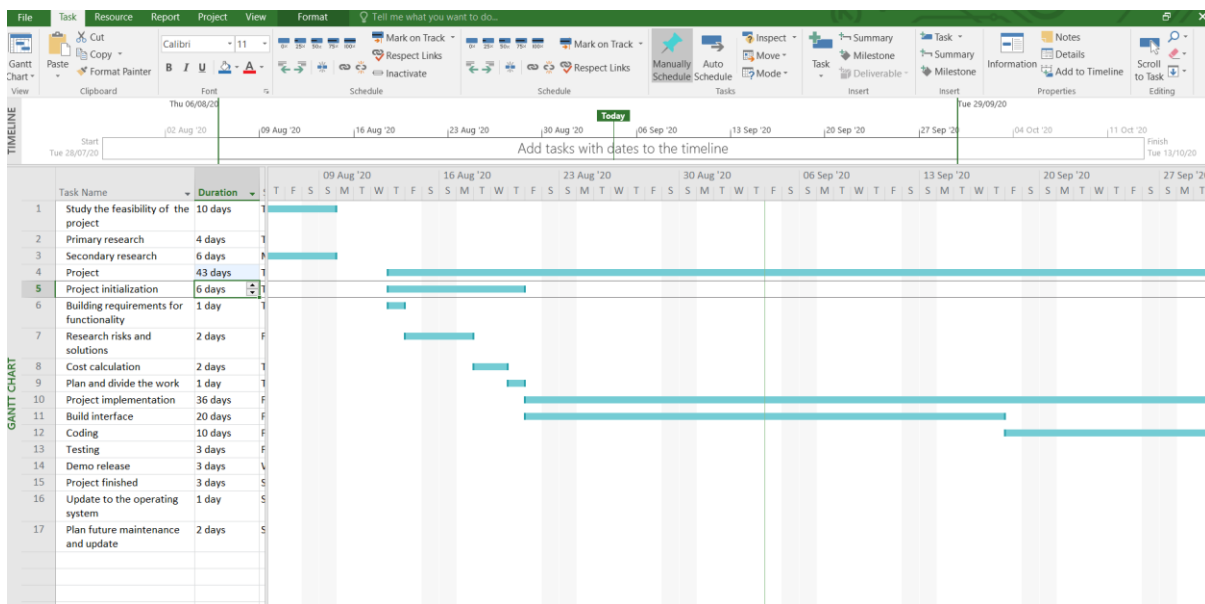 File Task Resource Report Project View Format Tell me what you want to do...
Gantt Chart
View
Paste
Cut
Copy
Format Painter
Clipboard
Calibri 11
B I U A
Font
0% 25% 50% 75% 100%
Mark on Track
Respect Links
Inactivate
Schedule
0% 25% 50% 75% 100%
Mark on Track
Respect Links
Schedule
Manually Schedule
Auto Schedule
Inspect
Move
Mode
Tasks
Task
Summary
Milestone
Deliverable
Insert
Task
Summary
Milestone
Insert
Information
Notes
Details
Add to Timeline
Properties
Scroll to Task
Editing
TIMELINE
Thu 06/08/20
Tue 29/09/20
Today
02 Aug '20 09 Aug '20 16 Aug '20 23 Aug '20 30 Aug '20 06 Sep '20 13 Sep '20 20 Sep '20 27 Sep '20 04 Oct '20 11 Oct '20
Start
Tue 28/07/20
Add tasks with dates to the timeline
Finish
Tue 13/10/20
GANTT CHART
09 Aug '20 16 Aug '20 23 Aug '20 30 Aug '20 06 Sep '20 13 Sep '20 20 Sep '20 27 Sep '2
Task Name Duration
T F S S M T W T F S S M T W T F S S M T W T F S S M T W T F S S M T W T F S S M T W T F S S M T W T F S S M T
1 Study the feasibility of the project 10 days
2 Primary research 4 days
3 Secondary research 6 days
4 Project 43 days
5 Project initialization 6 days
6 Building requirements for functionality 1 day
7 Research risks and solutions 2 days
8 Cost calculation 2 days
9 Plan and divide the work 1 day
10 Project implementation 36 days
11 Build interface 20 days
12 Coding 10 days
13 Testing 3 days
14 Demo release 3 days
15 Project finished 3 days
16 Update to the operating system 1 day
17 Plan future maintenance and update 2 days